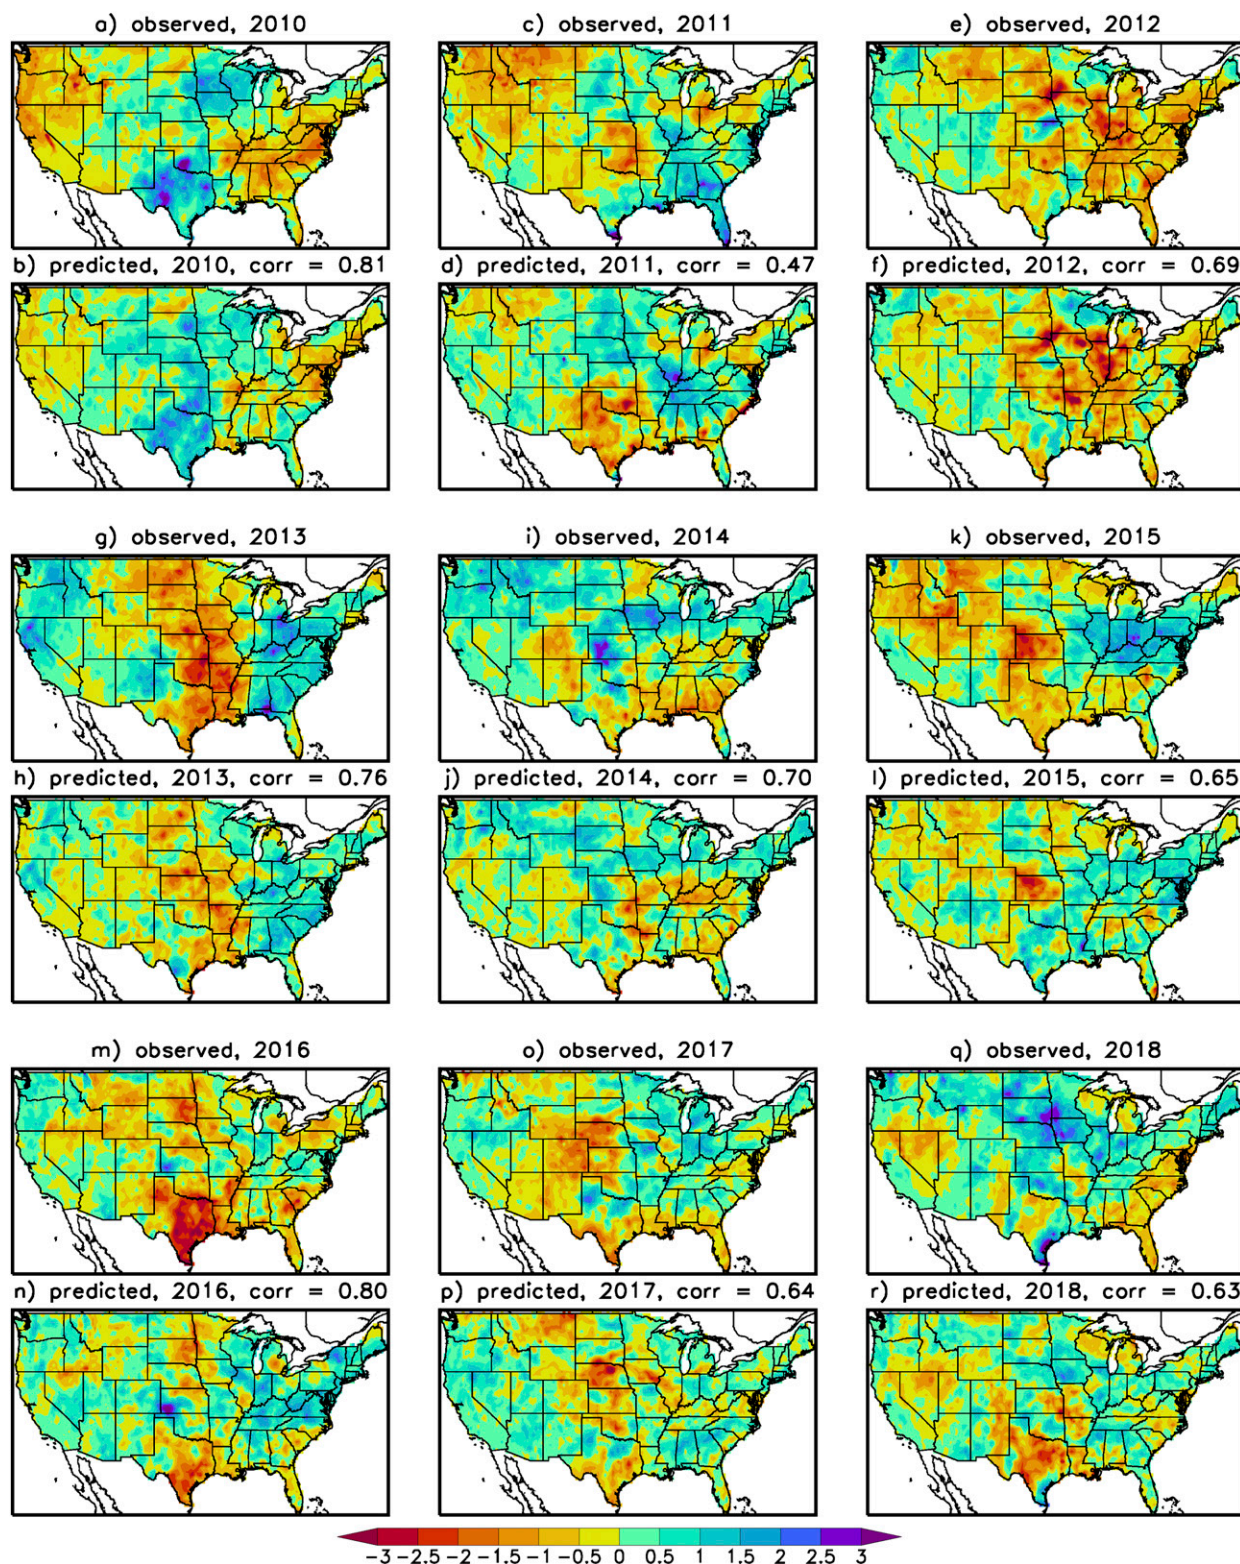 a) observed, 2010
c) observed, 2011
e) observed, 2012
b) predicted, 2010, corr = 0.81
d) predicted, 2011, corr = 0.47
f) predicted, 2012, corr = 0.69
g) observed, 2013
i) observed, 2014
k) observed, 2015
h) predicted, 2013, corr = 0.76
j) predicted, 2014, corr = 0.70
l) predicted, 2015, corr = 0.65
m) observed, 2016
o) observed, 2017
q) observed, 2018
n) predicted, 2016, corr = 0.80
p) predicted, 2017, corr = 0.64
r) predicted, 2018, corr = 0.63
-3 -2.5 -2 -1.5 -1 -0.5 0 0.5 1 1.5 2 2.5 3